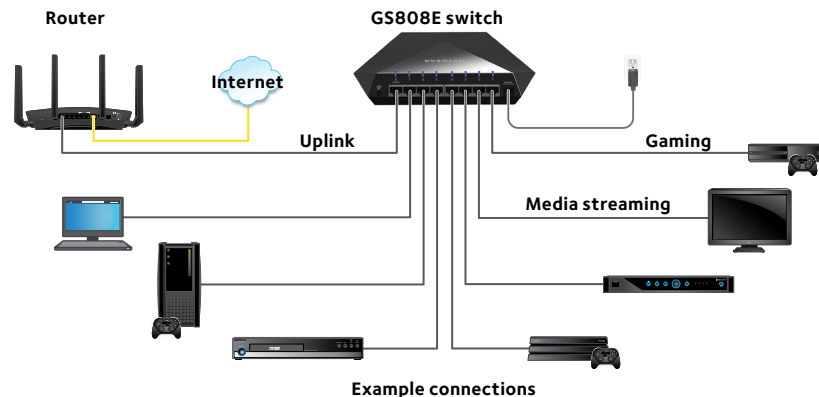 Router
GS808E switch
Internet
Uplink
Gaming
Media streaming
Example connections